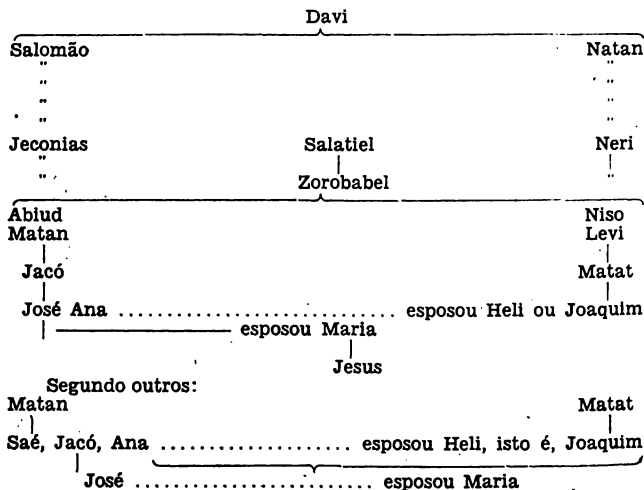 Davi
Salomão Natan
" "
" "
" "
" "
Jeconias Salatiel Neri
"
" Zorobabel "
Abiud Niso
Matan Levi
Jacó Matat
José Ana .............................. esposou Heli ou Joaquim
esposou Maria
Jesus
Segundo outros:
Matan Matat
Saé, Jacó, Ana .................... esposou Heli, isto é, Joaquim
José ......................... esposou Maria